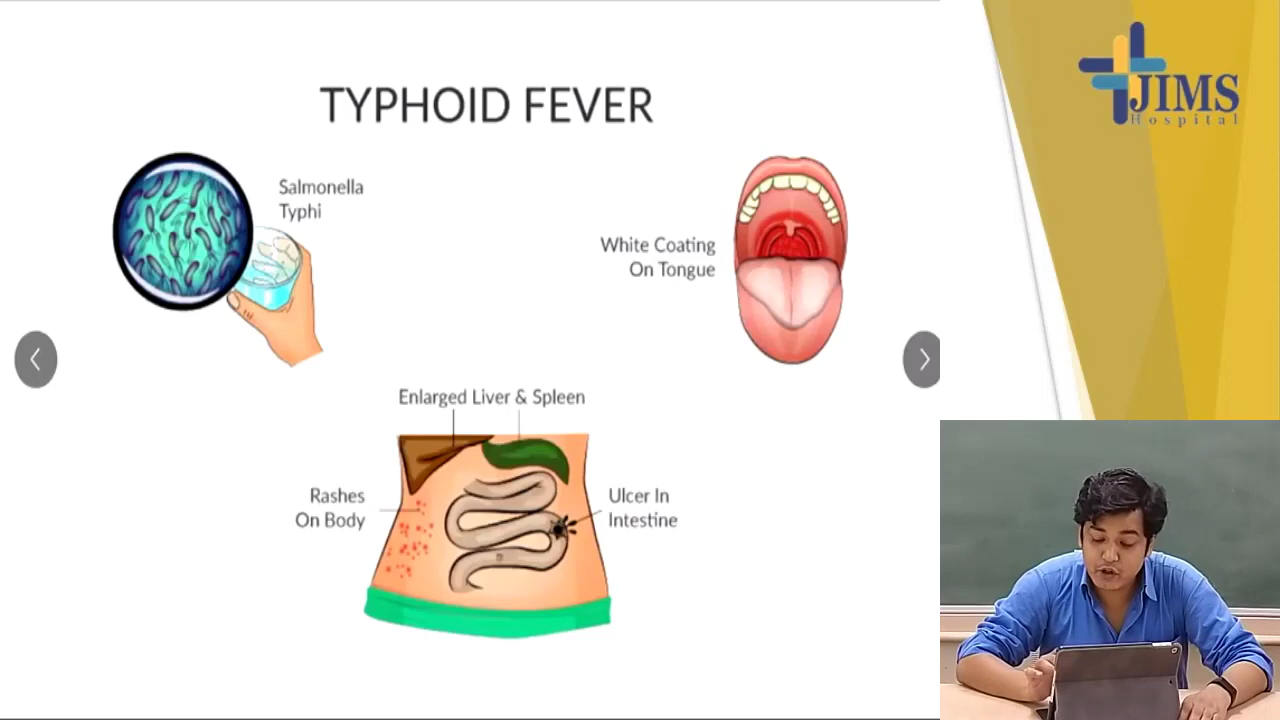 TYPHOID FEVER
Salmonella
Typhi
White Coating
On Tongue
Enlarged Liver & Spleen
Rashes
On Body
Ulcer In
Intestine
JIMS
Hospital